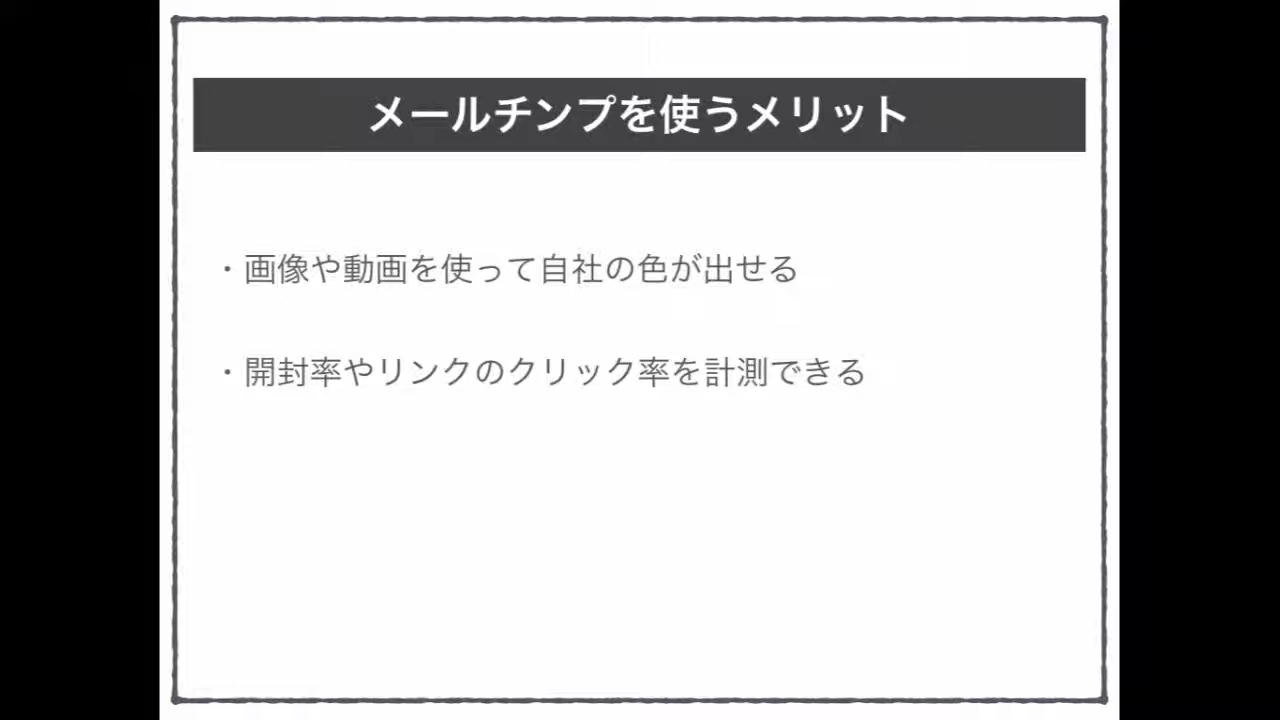 メールチンプを使うメリット
・画像や動画を使って自社の色が出せる
・開封率やリンクのクリック率を計測できる